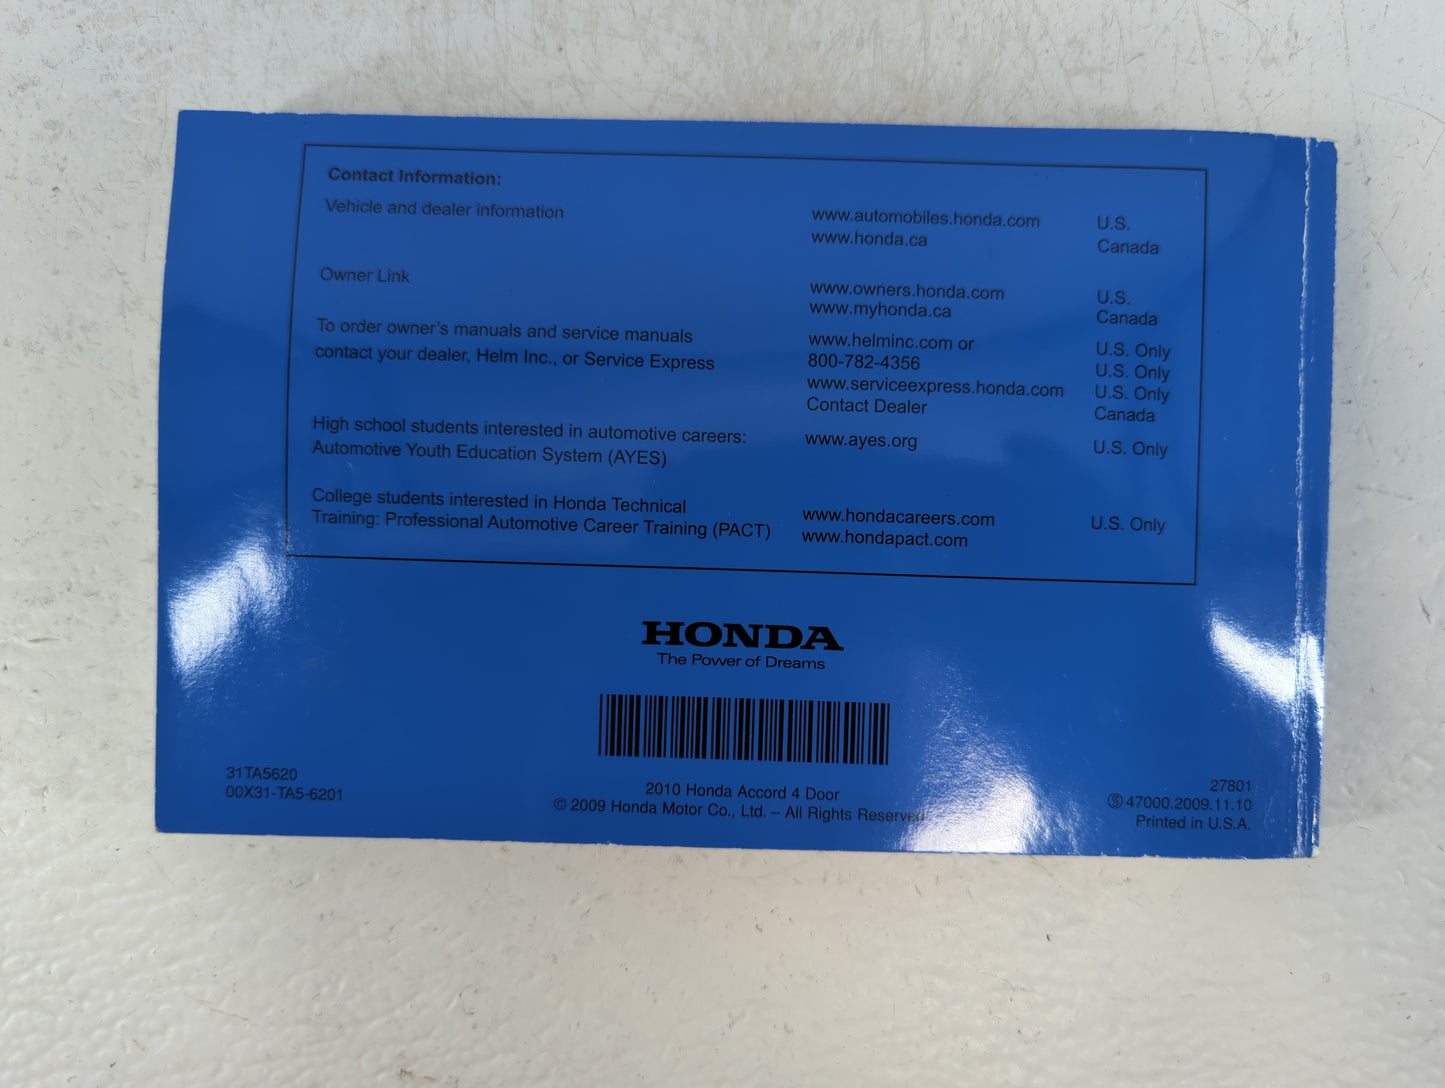 Contact Information:
Vehicle and dealer information
www.automobiles.honda.com U.S.
www.honda.ca Canada
Owner Link
www.owners.honda.com U.S.
www.myhonda.ca Canada
To order owner's manuals and service manuals
contact your dealer, Helm Inc., or Service Express
www.helminc.com or U.S. Only
800-782-4356 U.S. Only
www.serviceexpress.honda.com U.S. Only
Contact Dealer Canada
High school students interested in automotive careers:
Automotive Youth Education System (AYES)
www.ayes.org U.S. Only
College students interested in Honda Technical
Training: Professional Automotive Career Training (PACT)
www.hondacareers.com U.S. Only
www.hondapact.com
HONDA
The Power of Dreams
31TA5620
00X31-TA5-6201
2010 Honda Accord 4 Door
© 2009 Honda Motor Co., Ltd. – All Rights Reserved
27801
Ⓢ 47000.2009.11.10
Printed in U.S.A.